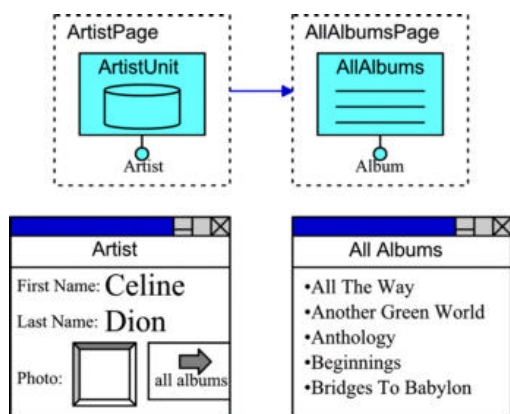 ArtistPage
ArtistUnit
Artist
AllAlbumsPage
AllAlbums
Album
Artist
First Name: Celine
Last Name: Dion
Photo:
all albums
All Albums
•All The Way
•Another Green World
•Anthology
•Beginnings
•Bridges To Babylon